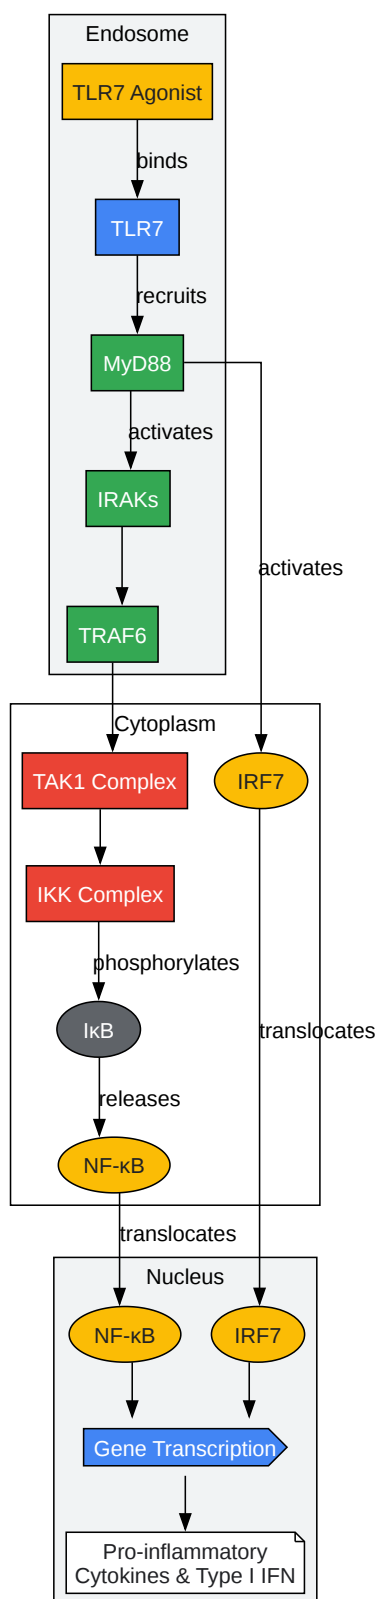 Endosome
TLR7 Agonist
binds
TLR7
recruits
MyD88
activates
IRAKs
activates
TRAF6
Cytoplasm
TAK1 Complex
IRF7
IKK Complex
phosphorylates
IκB
translocates
releases
NF-κB
translocates
Nucleus
NF-κB
IRF7
Gene Transcription
Pro-inflammatory
Cytokines & Type I IFN